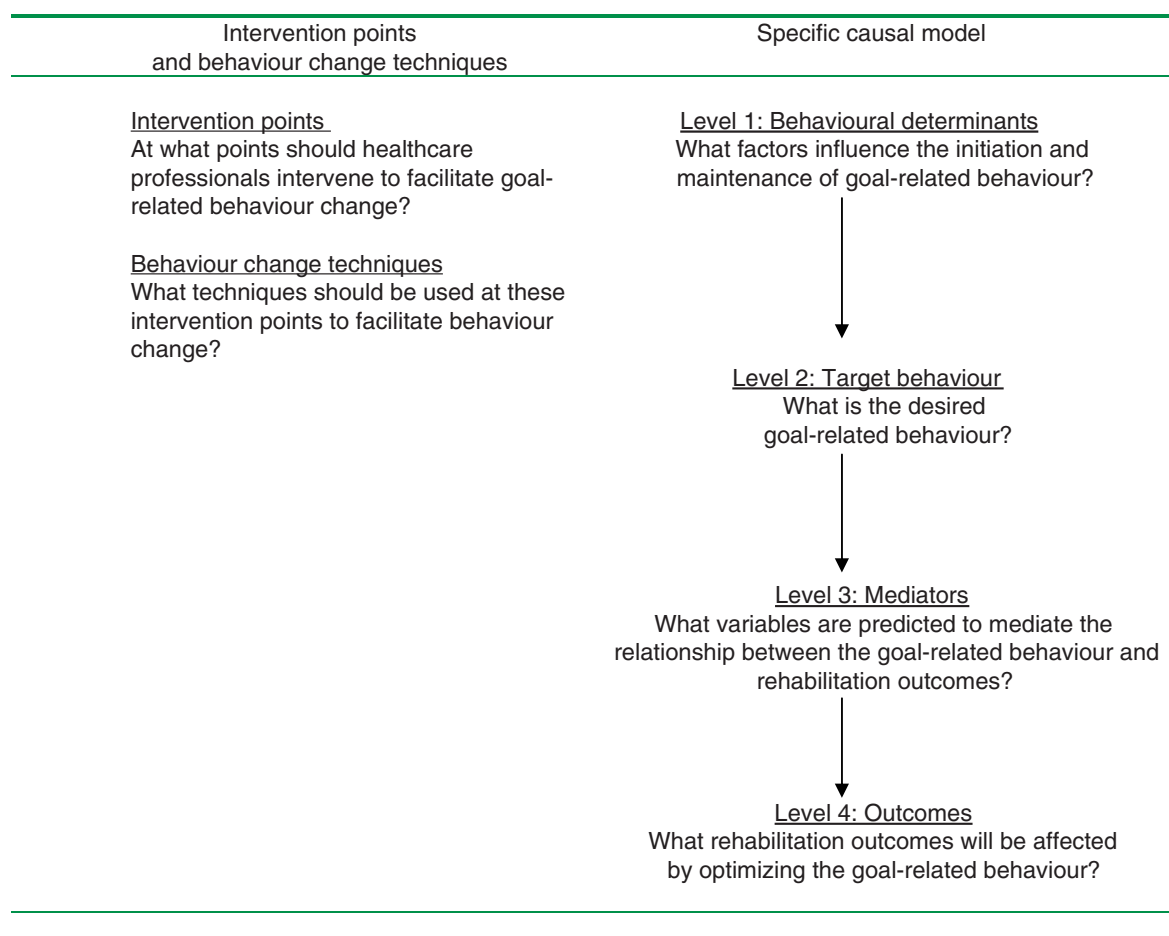 Intervention points
and behaviour change techniques
Specific causal model
Intervention points
At what points should healthcare
professionals intervene to facilitate goal-
related behaviour change?
Behaviour change techniques
What techniques should be used at these
intervention points to facilitate behaviour
change?
Level 1: Behavioural determinants
What factors influence the initiation and
maintenance of goal-related behaviour?
Level 2: Target behaviour
What is the desired
goal-related behaviour?
Level 3: Mediators
What variables are predicted to mediate the
relationship between the goal-related behaviour and
rehabilitation outcomes?
Level 4: Outcomes
What rehabilitation outcomes will be affected
by optimizing the goal-related behaviour?